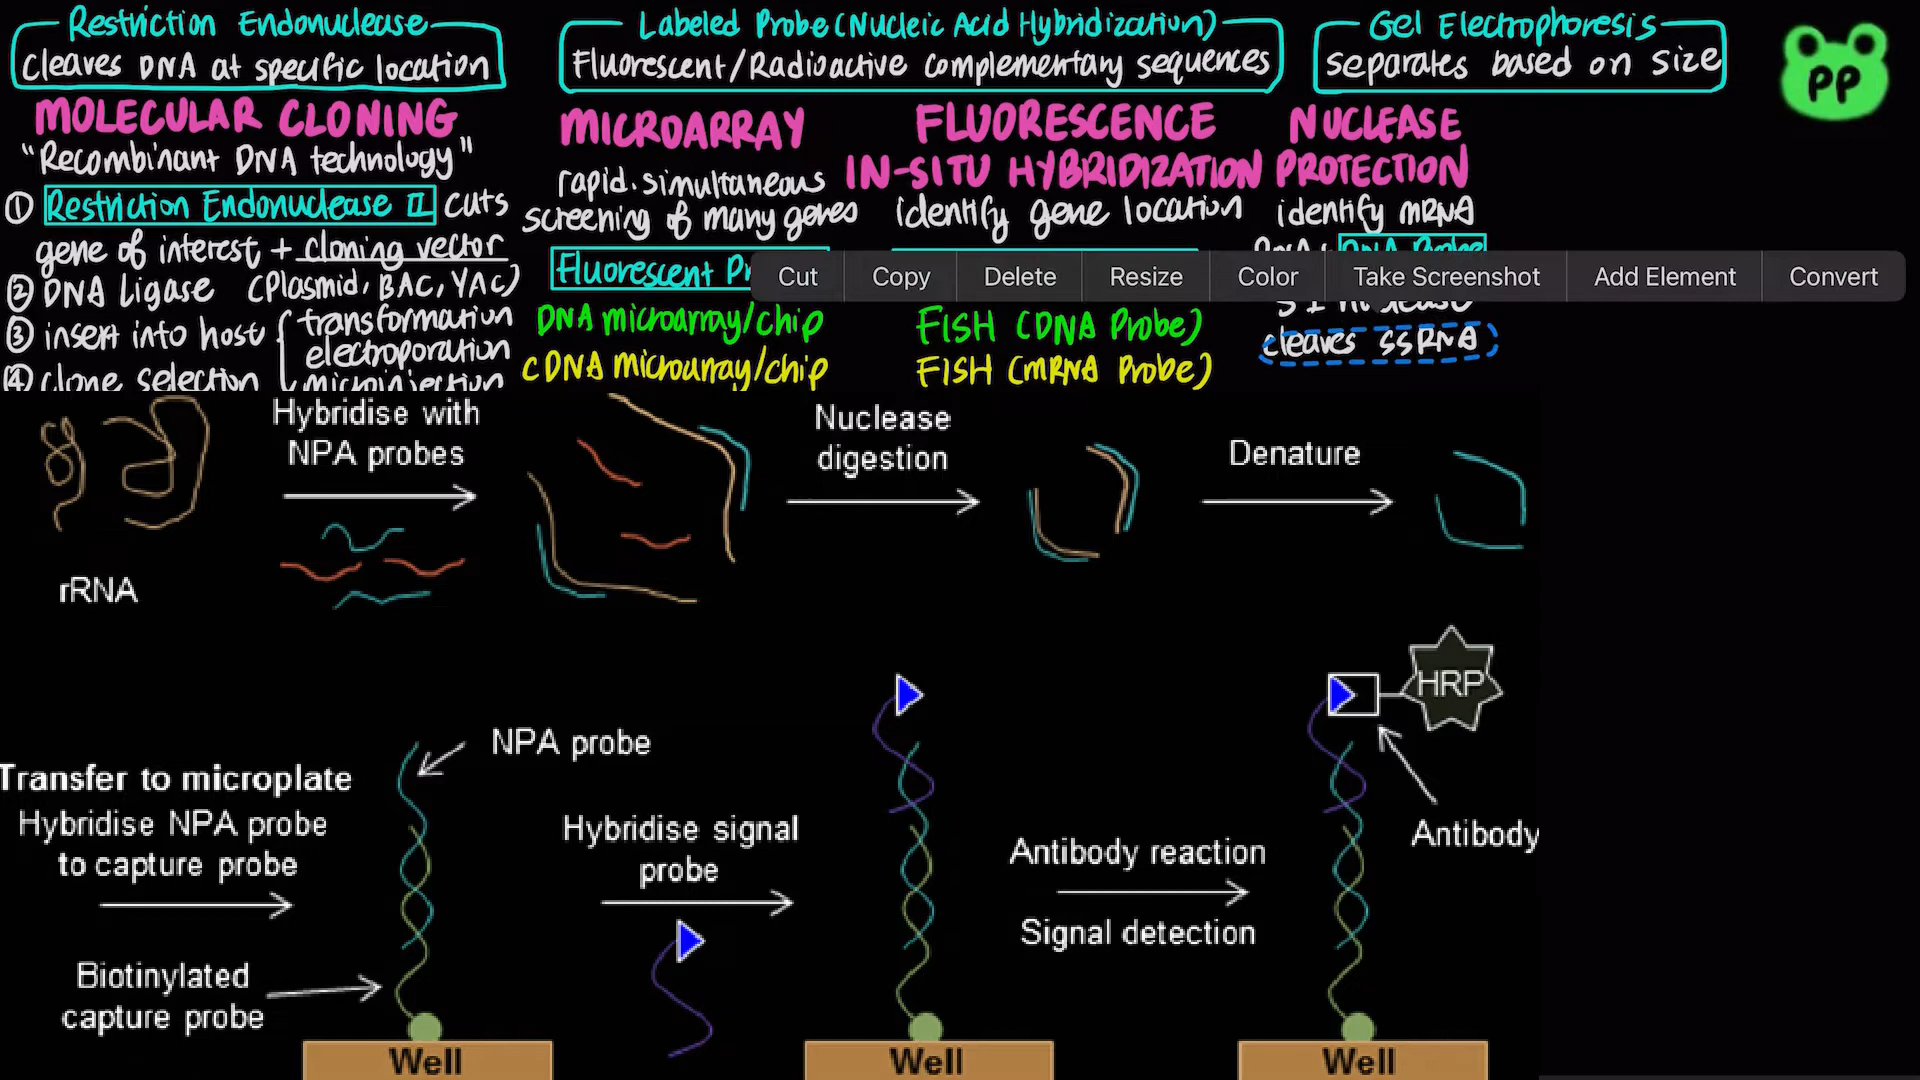 Restriction Endonuclease
Cleaves DNA at specific location
Labeled Probe (Nucleic Acid Hybridization)
Fluorescent/Radioactive complementary sequences
Gel Electrophoresis
separates based on size
PP
MOLECULAR CLONING
"Recombinant DNA technology"
① Restriction Endonuclease II cuts
gene of interest + cloning vector
② DNA Ligase (Plasmid, BAC, YAC)
③ insert into host { transformation
electroporation
④ clone selection microinjection
MICROARRAY
rapid. simultaneous
screening of many genes
Fluorescent
DNA microarray/chip
cDNA microarray/chip
FLUORESCENCE
IN-SITU HYBRIDIZATION
identify gene location
FISH (DNA Probe)
FISH (mRNA Probe)
NUCLEASE
PROTECTION
identify mRNA
cleaves ssRNA
Cut
Copy
Delete
Resize
Color
Take Screenshot
Add Element
Convert
rRNA
Hybridise with
NPA probes
Nuclease
digestion
Denature
Transfer to microplate
Hybridise NPA probe
to capture probe
Biotinylated
capture probe
NPA probe
Well
Hybridise signal
probe
Well
Antibody reaction
Signal detection
HRP
Antibody
Well